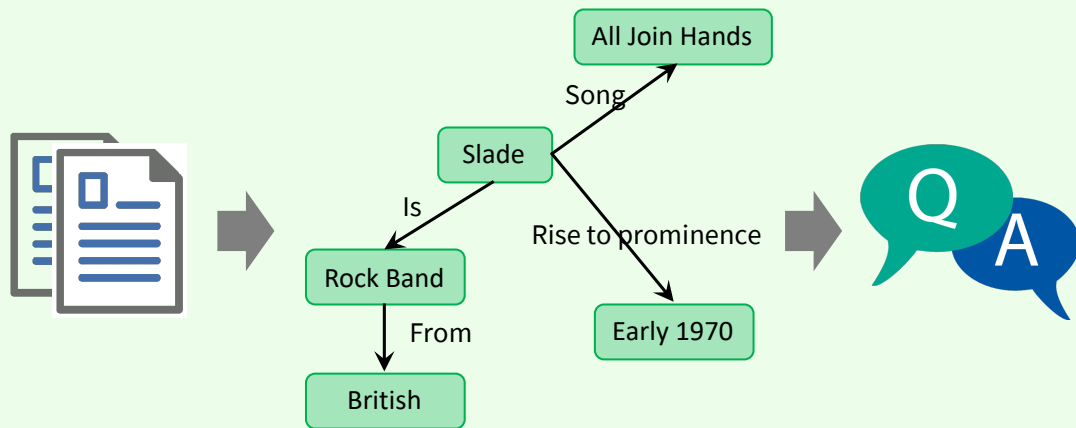 All Join Hands
Song
Slade
Is
Rise to prominence
Rock Band
From
Early 1970
British
Q
A